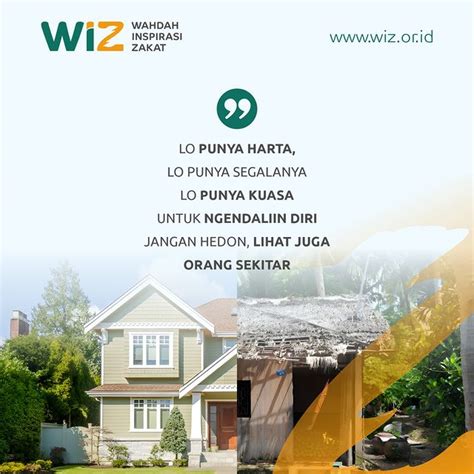 WIZ WAHDAH
INSPIRASI
ZAKAT
www.wiz.or.id
LO PUNYA HARTA,
LO PUNYA SEGALANYA
LO PUNYA KUASA
UNTUK NGENDALIIN DIRI
JANGAN HEDON, LIHAT JUGA
ORANG SEKITAR